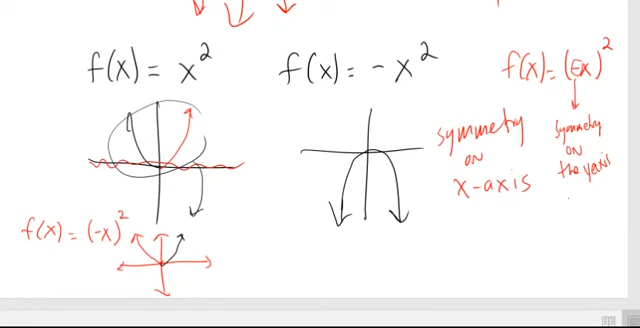 f(x) = x²
f(x) = -x²
f(x) = (-x)²
symmetry
on
x-axis
symmetry
on
the y axis
f(x) = (-x)²